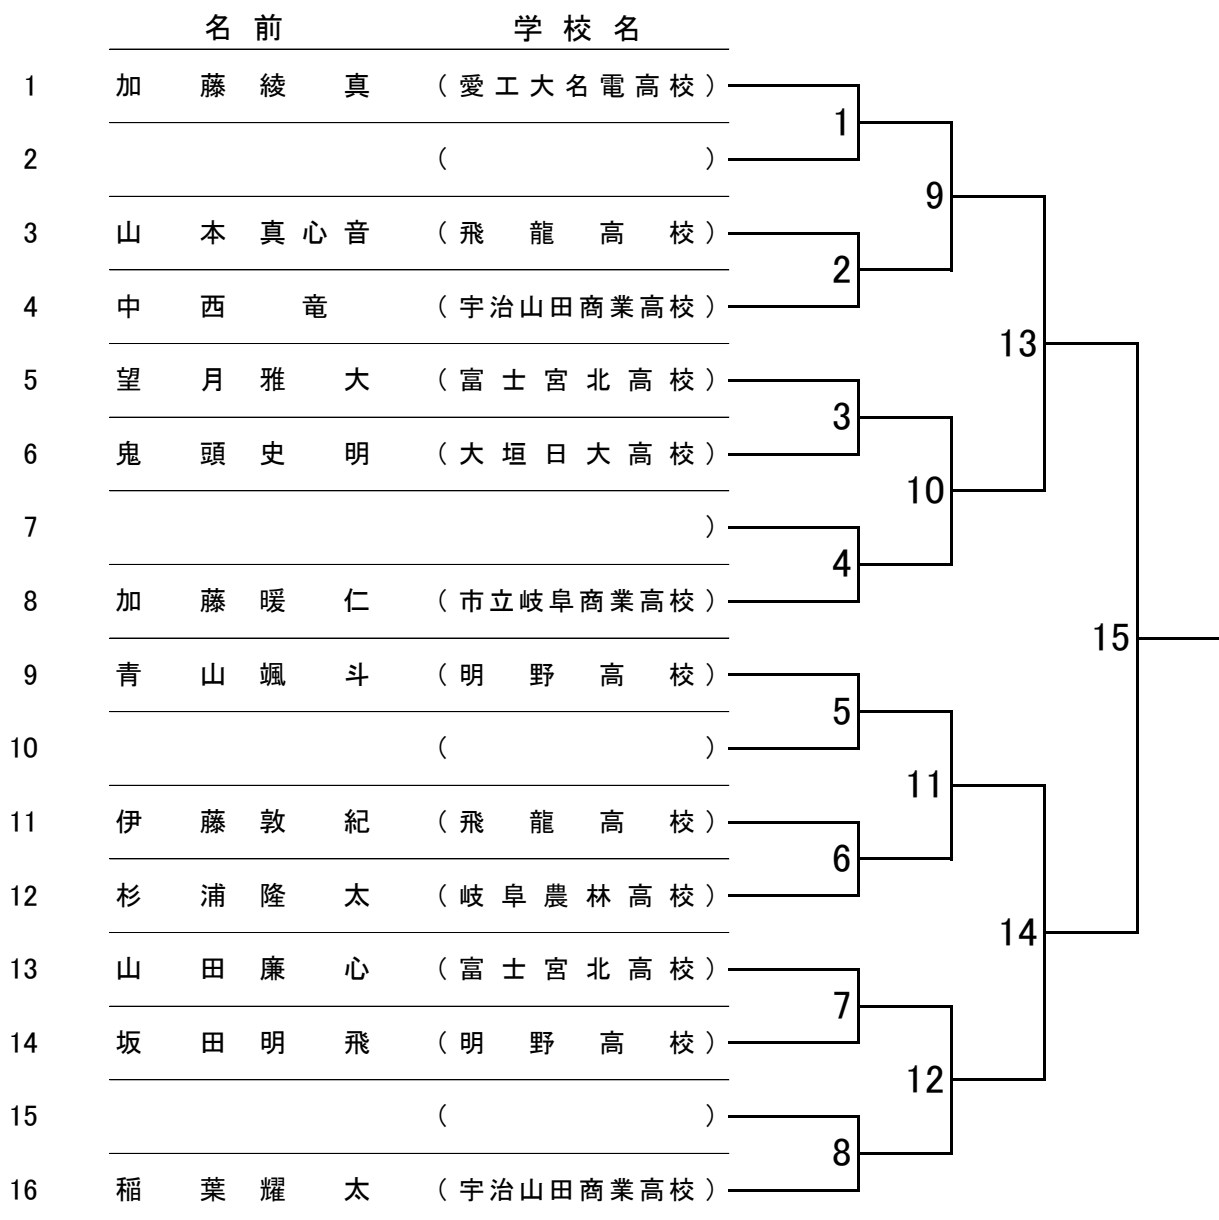 名前 学校名
1 加藤綾真 (愛工大名電高校)
1
2 ( )
9
3 山本真心音 (飛龍高校)
2
4 中西竜 (宇治山田商業高校)
13
5 望月雅大 (富士宮北高校)
3
6 鬼頭史明 (大垣日大高校)
10
7 )
4
8 加藤暖仁 (市立岐阜商業高校)
15
9 青山颯斗 (明野高校)
5
10 ( )
11
11 伊藤敦紀 (飛龍高校)
6
12 杉浦隆太 (岐阜農林高校)
14
13 山田廉心 (富士宮北高校)
7
14 坂田明飛 (明野高校)
12
15 ( )
8
16 稲葉耀太 (宇治山田商業高校)